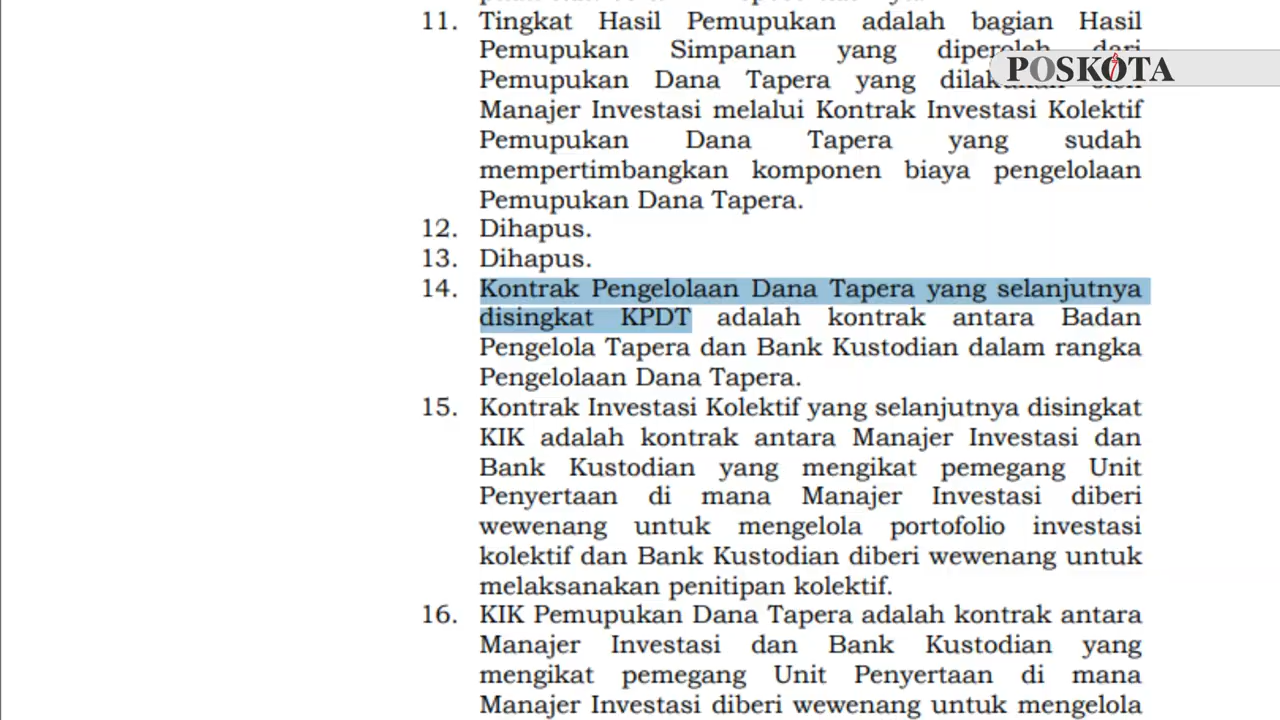 11. Tingkat Hasil Pemupukan adalah bagian Hasil
Pemupukan Simpanan yang diperoleh dari
POSKOTA
Pemupukan Dana Tapera yang dilakukan oleh
Manajer Investasi melalui Kontrak Investasi Kolektif
Pemupukan Dana Tapera yang sudah
mempertimbangkan komponen biaya pengelolaan
Pemupukan Dana Tapera.
12. Dihapus.
13. Dihapus.
14. Kontrak Pengelolaan Dana Tapera yang selanjutnya
disingkat KPDT adalah kontrak antara Badan
Pengelola Tapera dan Bank Kustodian dalam rangka
Pengelolaan Dana Tapera.
15. Kontrak Investasi Kolektif yang selanjutnya disingkat
KIK adalah kontrak antara Manajer Investasi dan
Bank Kustodian yang mengikat pemegang Unit
Penyertaan di mana Manajer Investasi diberi
wewenang untuk mengelola portofolio investasi
kolektif dan Bank Kustodian diberi wewenang untuk
melaksanakan penitipan kolektif.
16. KIK Pemupukan Dana Tapera adalah kontrak antara
Manajer Investasi dan Bank Kustodian yang
mengikat pemegang Unit Penyertaan di mana
Manajer Investasi diberi wewenang untuk mengelola